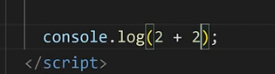 console.log(2 + 2);
</script>